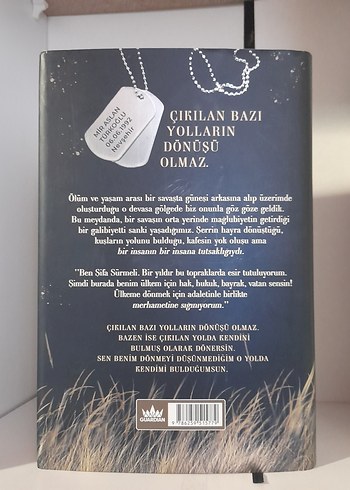 MİR ASLAN
TÜRKOĞLU
06.06.1992
Nevşehir
ÇIKILAN BAZI
YOLLARIN
DÖNÜŞÜ
OLMAZ.
Ölüm ve yaşam arası bir savaşta güneşi arkasına alıp üzerimde
oluşturduğu o devasa gölgede biz onunla göz göze geldik.
Bu meydanda, bir savaşın orta yerinde mağlubiyetin getirdiği
bir galibiyetti sanki yaşadığımız. Şerrin hayra dönüştüğü,
kuşların yolunu bulduğu, kafesin yok oluşu ama
bir insanın bir insana tutsaklığıydı.
"Ben Şifa Sürmeli. Bir yıldır bu topraklarda esir tutuluyorum.
Şimdi burada benim ülkem için hak, hukuk, bayrak, vatan sensin!
Ülkeme dönmek için adaletinle birlikte
merhametine sığınıyorum."
ÇIKILAN BAZI YOLLARIN DÖNÜŞÜ OLMAZ.
BAZEN İSE ÇIKILAN YOLDA KENDİNİ
BULMUŞ OLARAK DÖNERSİN.
SEN BENİM DÖNMEYİ DÜŞÜNMEDİĞİM O YOLDA
KENDİMİ BULDUĞUMSUN.
GUARDIAN